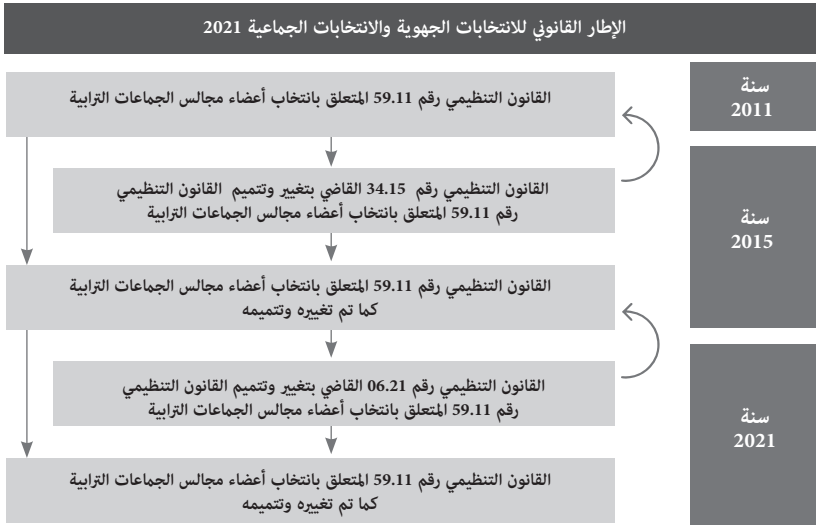 الإطار القانوني للانتخابات الجهوية والانتخابات الجماعية 2021
سنة
2011
القانون التنظيمي رقم 59.11 المتعلق بانتخاب أعضاء مجالس الجماعات الترابية
سنة
2015
القانون التنظيمي رقم 34.15 القاضي بتغيير وتتميم القانون التنظيمي
رقم 59.11 المتعلق بانتخاب أعضاء مجالس الجماعات الترابية
القانون التنظيمي رقم 59.11 المتعلق بانتخاب أعضاء مجالس الجماعات الترابية
كما تم تغييره وتتميمه
سنة
2021
القانون التنظيمي رقم 06.21 القاضي بتغيير وتتميم القانون التنظيمي
رقم 59.11 المتعلق بانتخاب أعضاء مجالس الجماعات الترابية
القانون التنظيمي رقم 59.11 المتعلق بانتخاب أعضاء مجالس الجماعات الترابية
كما تم تغييره وتتميمه